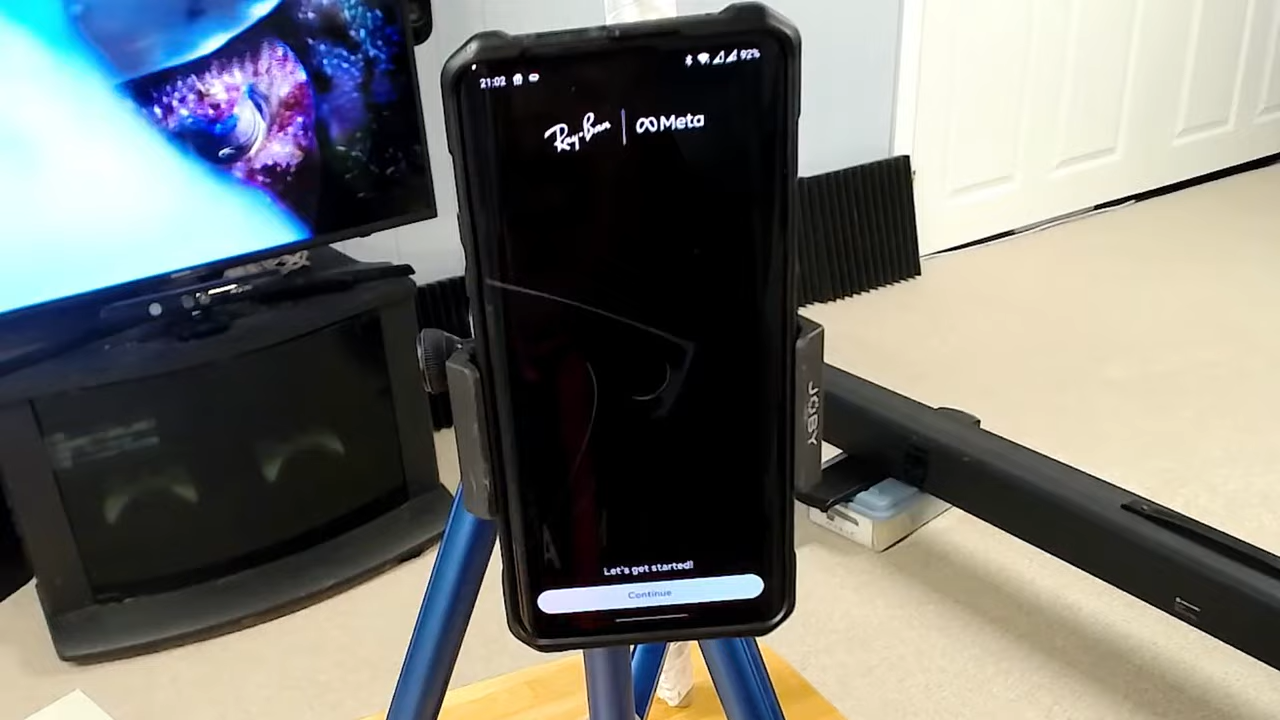 21:02 92%
Ray-Ban | Meta
JOBY
Let's get started!
Continue